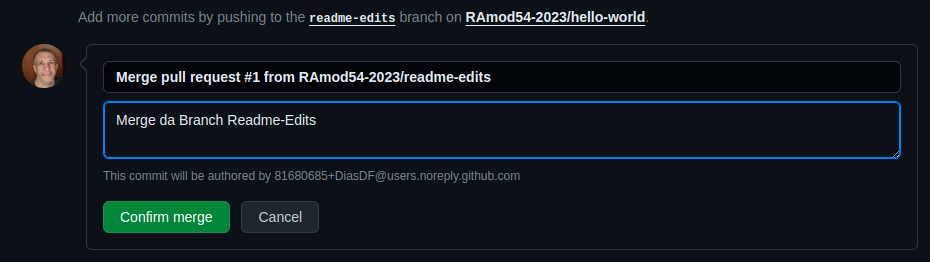 Add more commits by pushing to the readme-edits branch on RAmod54-2023/hello-world.
Merge pull request #1 from RAmod54-2023/readme-edits
Merge da Branch Readme-Edits
This commit will be authored by 81680685+DiasDF@users.noreply.github.com
Confirm merge Cancel